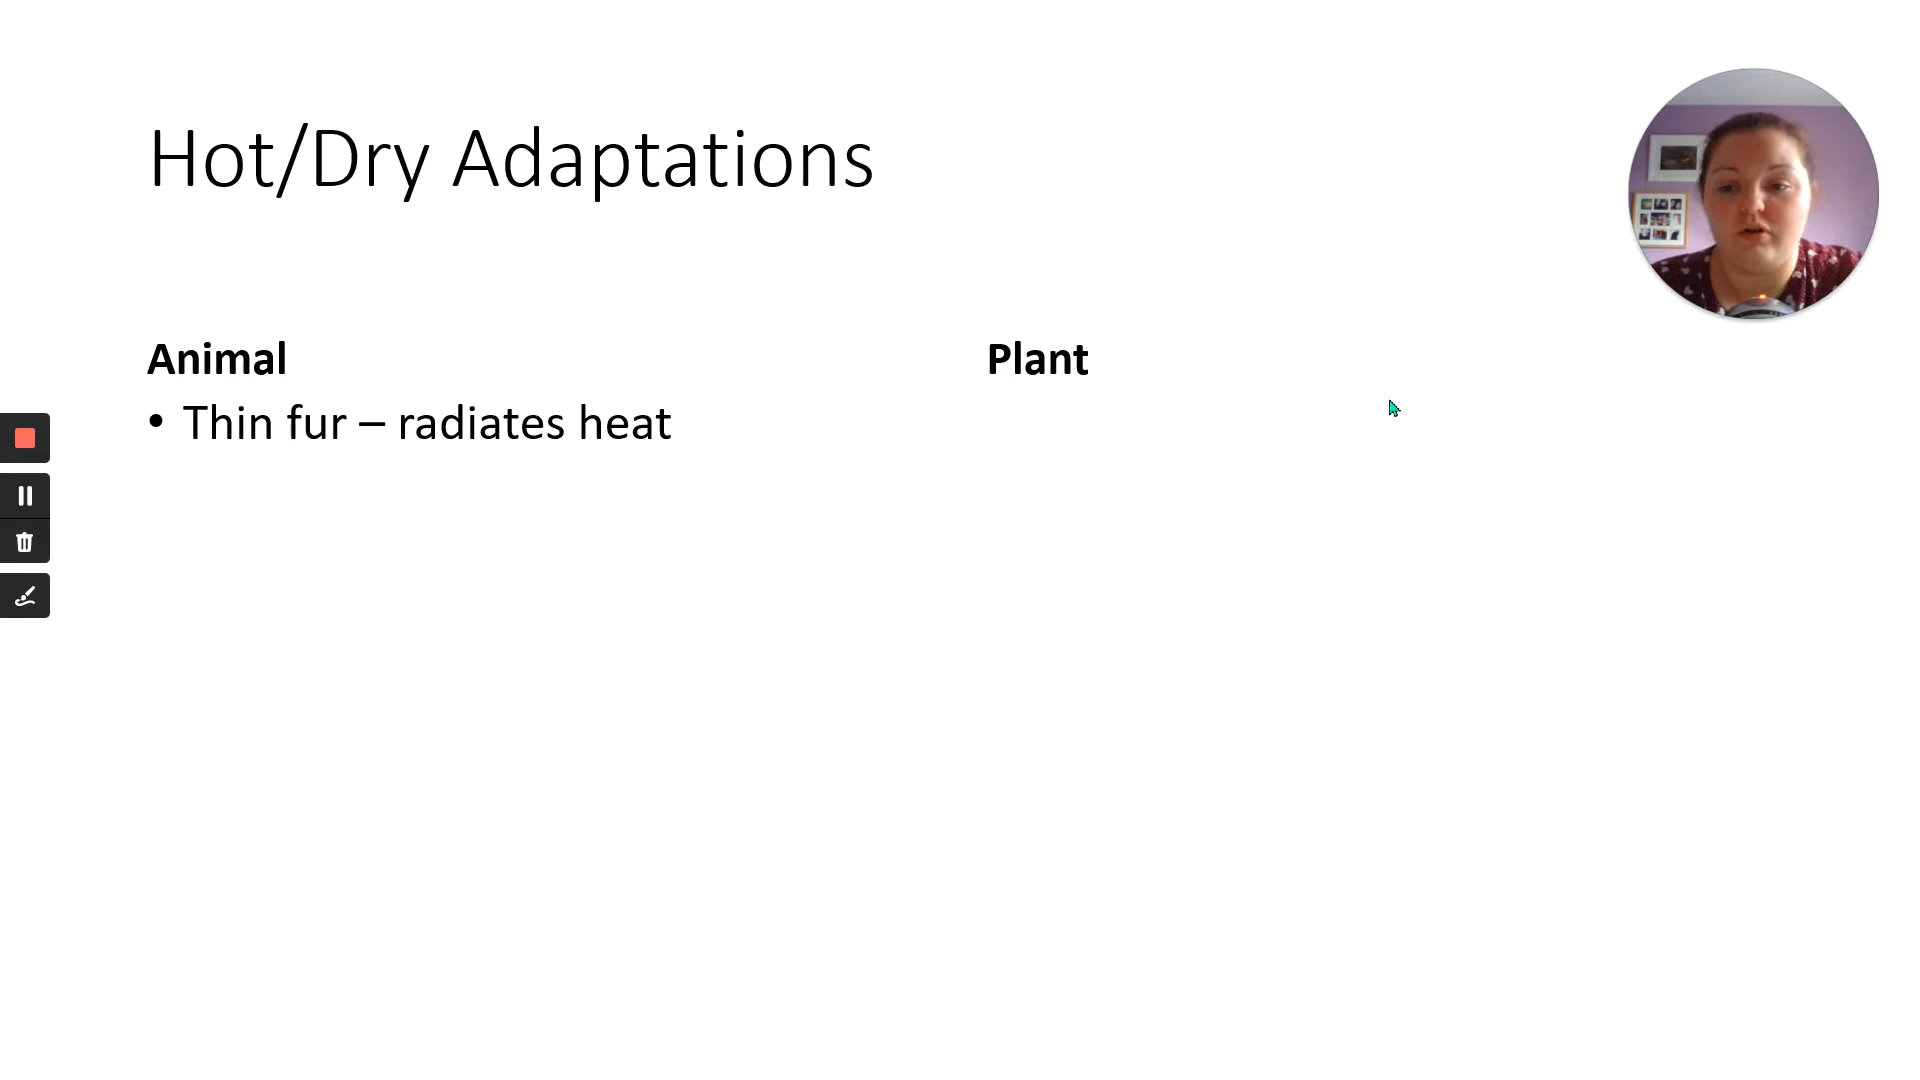 Hot/Dry Adaptations
Animal
• Thin fur – radiates heat
Plant